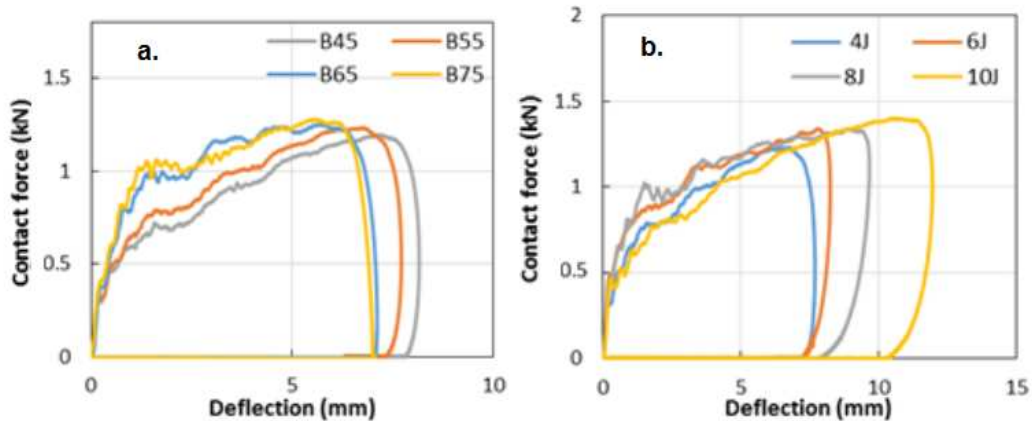 a.
B45 B55
B65 B75
Contact force (kN)
1.5
1
0.5
0
0 5 10
Deflection (mm)
b.
4J 6J
8J 10J
Contact force (kN)
2
1.5
1
0.5
0
0 5 10 15
Deflection (mm)